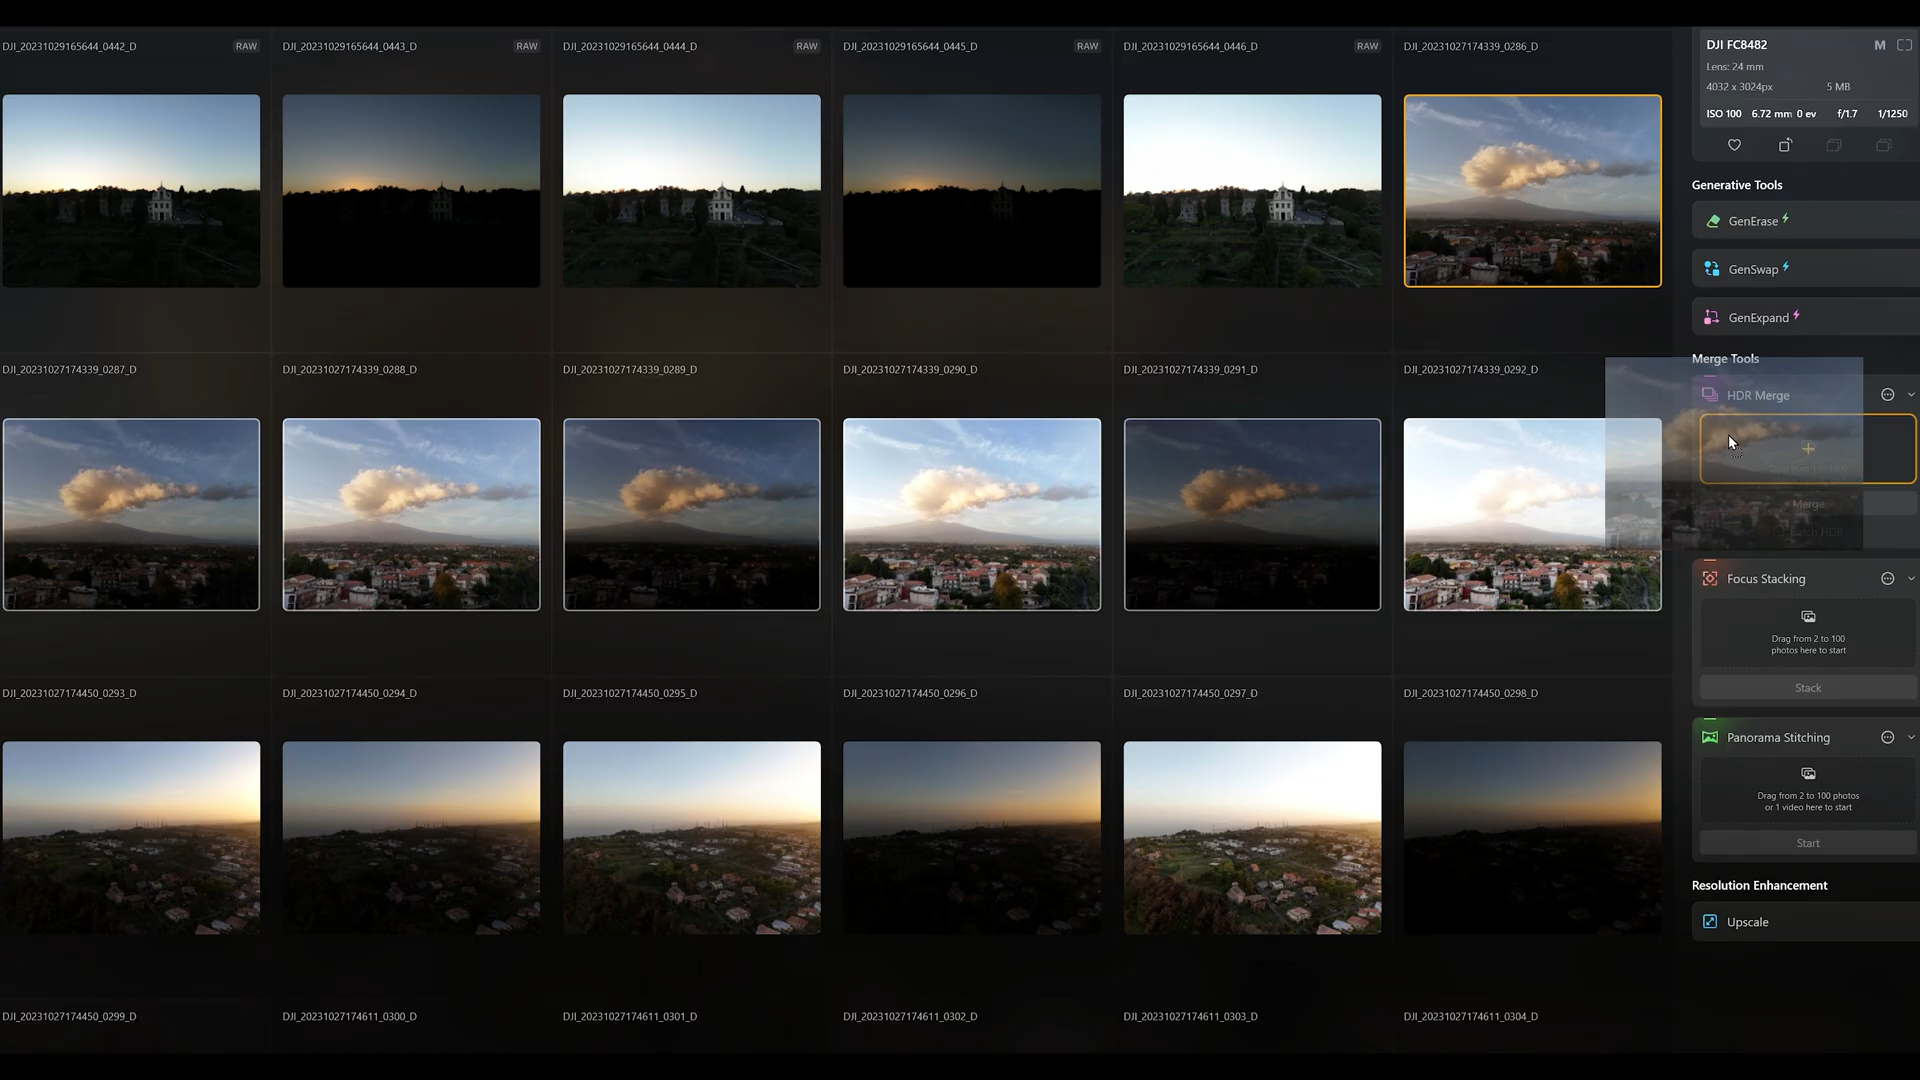 DJI_20231029165644_0442_D RAW
DJI_20231029165644_0443_D RAW
DJI_20231029165644_0444_D RAW
DJI_20231029165644_0445_D RAW
DJI_20231029165644_0446_D RAW
DJI_20231027174339_0286_D
DJI_20231027174339_0287_D
DJI_20231027174339_0288_D
DJI_20231027174339_0289_D
DJI_20231027174339_0290_D
DJI_20231027174339_0291_D
DJI_20231027174339_0292_D
DJI_20231027174450_0293_D
DJI_20231027174450_0294_D
DJI_20231027174450_0295_D
DJI_20231027174450_0296_D
DJI_20231027174450_0297_D
DJI_20231027174450_0298_D
DJI_20231027174450_0299_D
DJI_20231027174611_0300_D
DJI_20231027174611_0301_D
DJI_20231027174611_0302_D
DJI_20231027174611_0303_D
DJI_20231027174611_0304_D
DJI FC8482 M
Lens: 24 mm
4032 x 3024px 5 MB
ISO 100 6.72 mm 0 ev f/1.7 1/1250
Generative Tools
GenErase
GenSwap
GenExpand
Merge Tools
HDR Merge
Merge
Batch HDR
Focus Stacking
Drag from 2 to 100
photos here to start
Stack
Panorama Stitching
Drag from 2 to 100 photos
or 1 video here to start
Start
Resolution Enhancement
Upscale